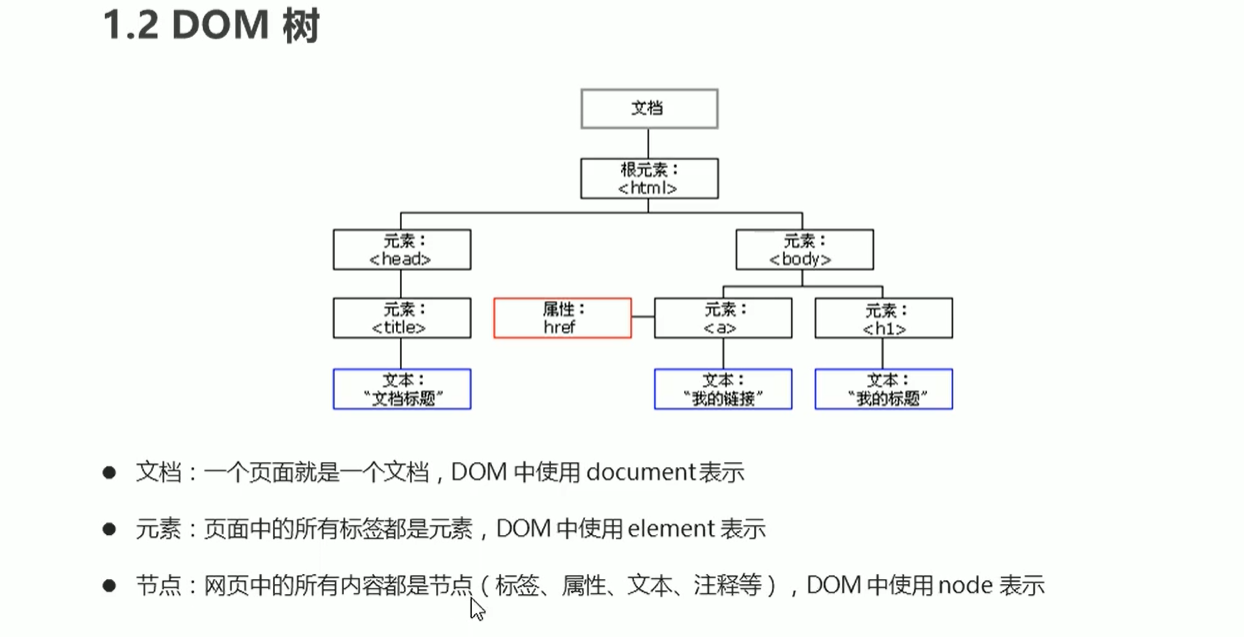 1.2 DOM 树
文档
根元素：
<html>
元素：
<head>
元素：
<body>
元素：
<title>
属性：
href
元素：
<a>
元素：
<h1>
文本：
“文档标题”
文本：
“我的链接”
文本：
“我的标题”
● 文档：一个页面就是一个文档，DOM 中使用 document 表示
● 元素：页面中的所有标签都是元素，DOM 中使用 element 表示
● 节点：网页中的所有内容都是节点（标签、属性、文本、注释等），DOM 中使用 node 表示